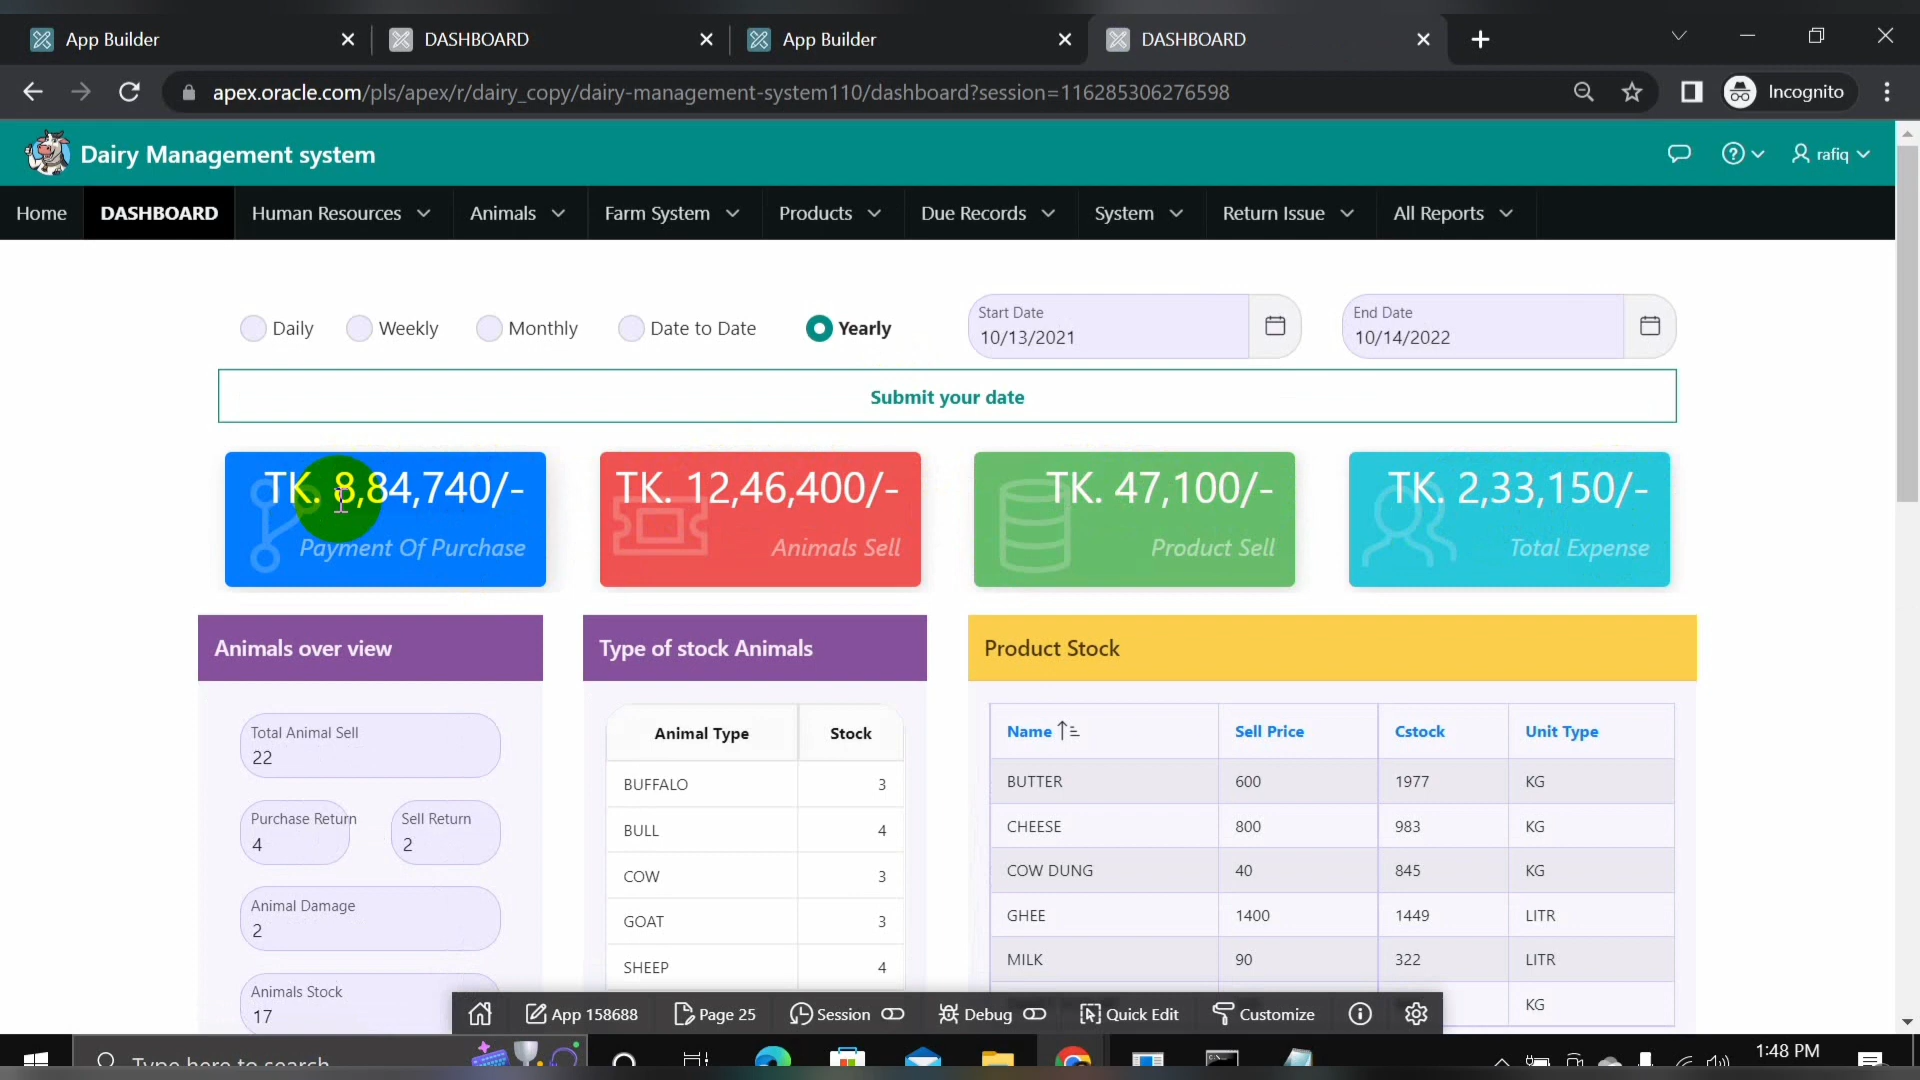 App Builder
DASHBOARD
App Builder
DASHBOARD
apex.oracle.com/pls/apex/r/dairy_copy/dairy-management-system110/dashboard?session=116285306276598
Incognito
Dairy Management system
rafiq
Home
DASHBOARD
Human Resources
Animals
Farm System
Products
Due Records
System
Return Issue
All Reports
Daily
Weekly
Monthly
Date to Date
Yearly
Start Date
10/13/2021
End Date
10/14/2022
Submit your date
TK. 8,84,740/-
Payment Of Purchase
TK. 12,46,400/-
Animals Sell
TK. 47,100/-
Product Sell
TK. 2,33,150/-
Total Expense
Animals over view
Total Animal Sell
22
Purchase Return
4
Sell Return
2
Animal Damage
2
Animals Stock
17
Type of stock Animals
Animal Type Stock
BUFFALO 3
BULL 4
COW 3
GOAT 3
SHEEP 4
Product Stock
Name Sell Price Cstock Unit Type
BUTTER 600 1977 KG
CHEESE 800 983 KG
COW DUNG 40 845 KG
GHEE 1400 1449 LITR
MILK 90 322 LITR
KG
App 158688
Page 25
Session
Debug
Quick Edit
Customize
Type here to search
1:48 PM